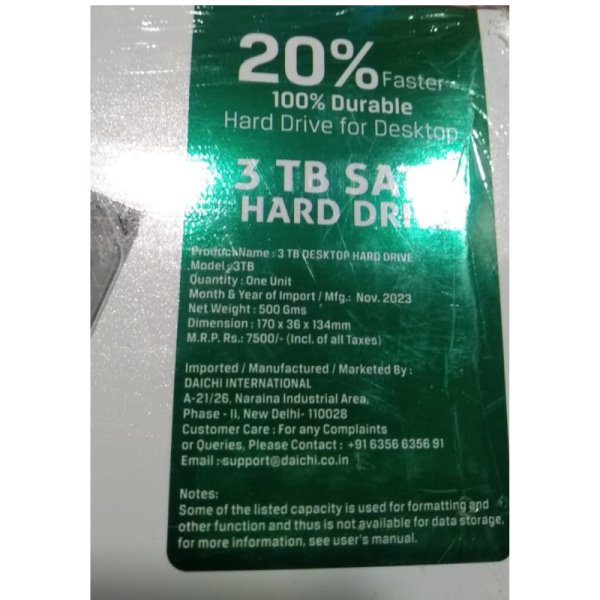 20% Faster
100% Durable
Hard Drive for Desktop
3 TB SATA
HARD DRIVE
Product Name : 3 TB DESKTOP HARD DRIVE
Model : 3TB
Quantity : One Unit
Month & Year of Import / Mfg.: Nov. 2023
Net Weight : 500 Gms
Dimension : 170 x 36 x 134mm
M.R.P. Rs.: 7500/- (Incl. of all Taxes)
Imported / Manufactured / Marketed By :
DAICHI INTERNATIONAL
A-21/26, Naraina Industrial Area,
Phase - II, New Delhi- 110028
Customer Care : For any Complaints
or Queries, Please Contact : +91 6356 6356 91
Email : support@daichi.co.in
Notes:
Some of the listed capacity is used for formatting and
other function and thus is not available for data storage,
for more information, see user's manual.